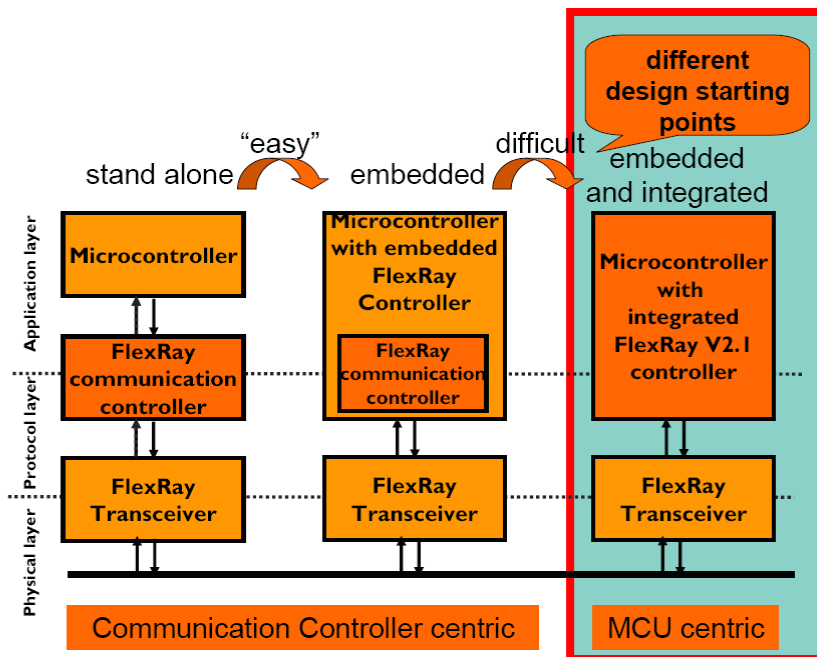 different
design starting
points
“easy”
difficult
stand alone
embedded
embedded
and integrated
Application layer
Protocol layer
Physical layer
Microcontroller
FlexRay
communication
controller
FlexRay
Transceiver
Microcontroller
with embedded
FlexRay
Controller
FlexRay
communication
controller
FlexRay
Transceiver
Microcontroller
with
integrated
FlexRay V2.1
controller
FlexRay
Transceiver
Communication Controller centric
MCU centric